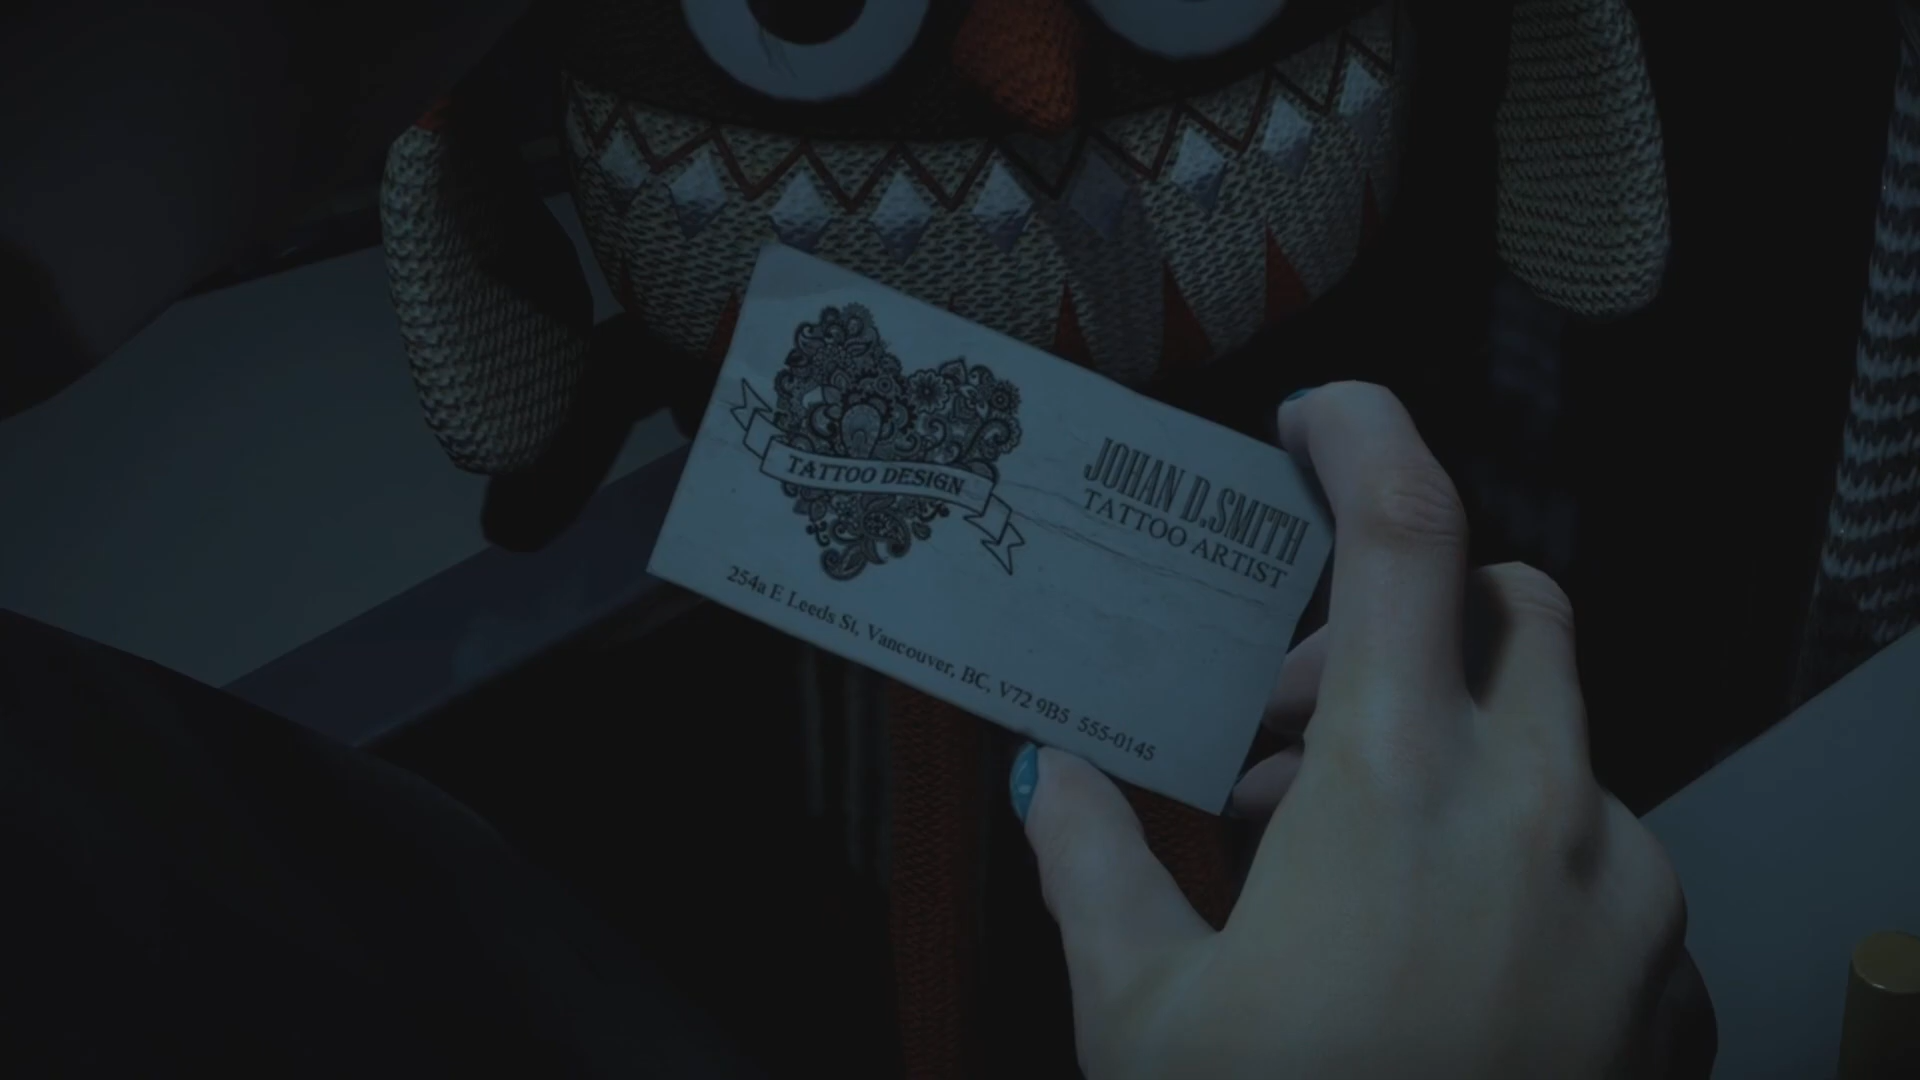 TATTOO DESIGN
JOHAN D.SMITH
TATTOO ARTIST
254a E Leeds St, Vancouver, BC, V72 9B5 555-0145